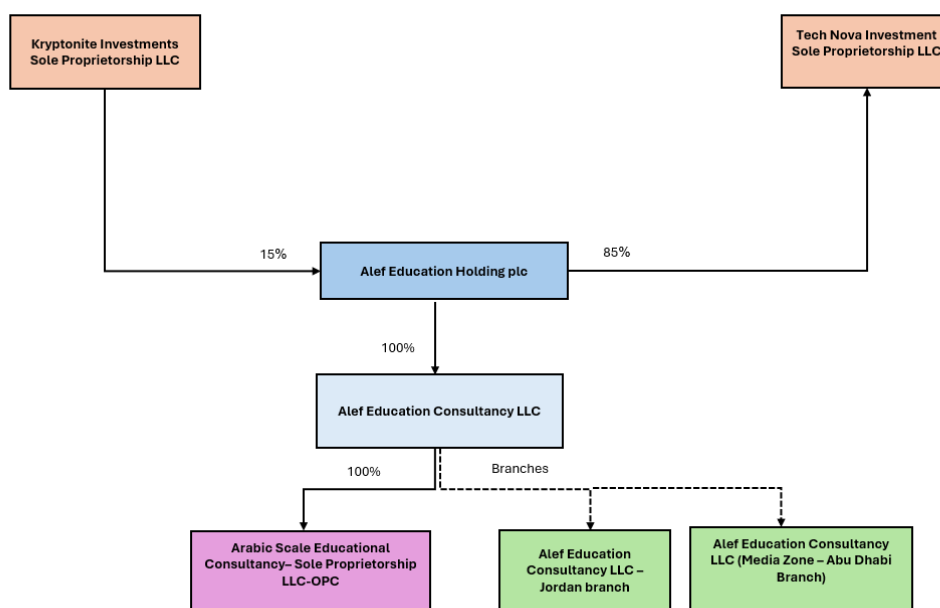 Kryptonite Investments
Sole Proprietorship LLC
Tech Nova Investment
Sole Proprietorship LLC
15%
Alef Education Holding plc
85%
100%
Alef Education Consultancy LLC
100%
Branches
Arabic Scale Educational
Consultancy– Sole Proprietorship
LLC-OPC
Alef Education
Consultancy LLC –
Jordan branch
Alef Education Consultancy
LLC (Media Zone – Abu Dhabi
Branch)